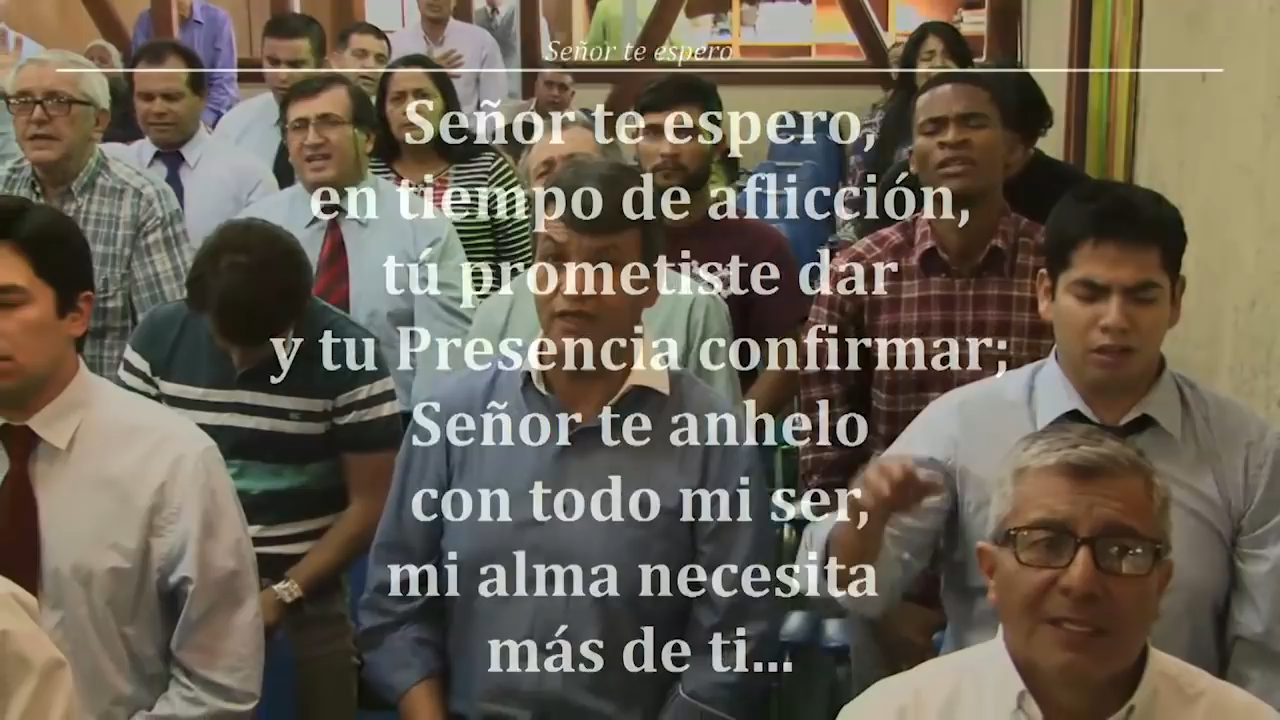 Señor te espero
Señor te espero,
en tiempo de aflicción,
tú prometiste dar
y tu Presencia confirmar;
Señor te anhelo
con todo mi ser,
mi alma necesita
más de ti...